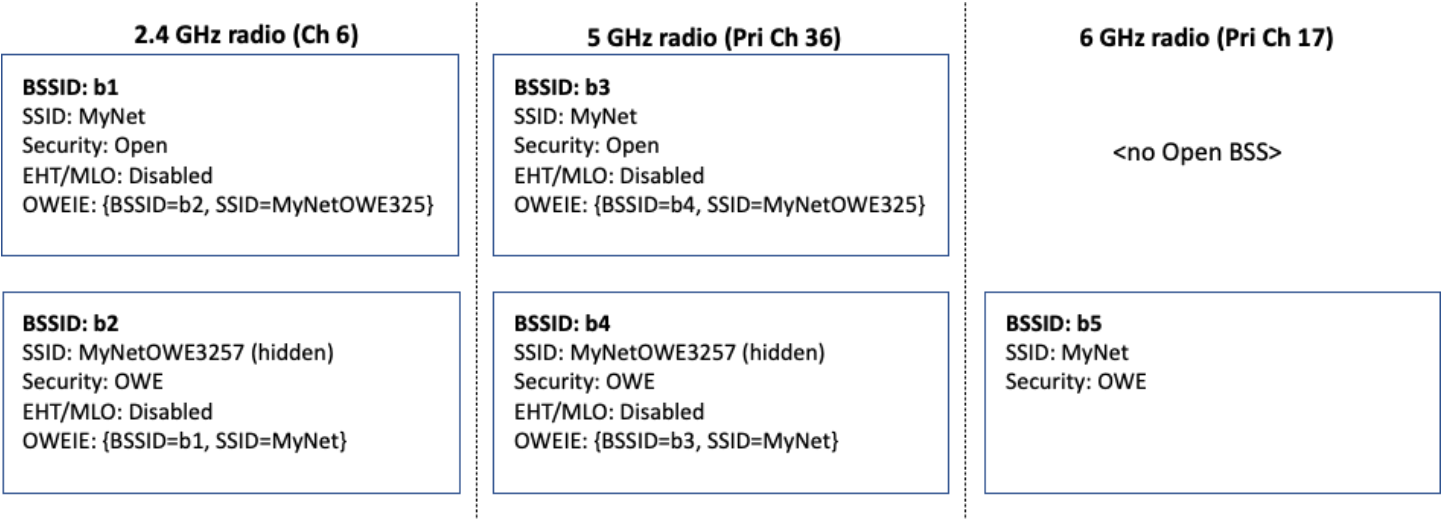 2.4 GHz radio (Ch 6)
BSSID: b1
SSID: MyNet
Security: Open
EHT/MLO: Disabled
OWEIE: {BSSID=b2, SSID=MyNetOWE325}
BSSID: b2
SSID: MyNetOWE3257 (hidden)
Security: OWE
EHT/MLO: Disabled
OWEIE: {BSSID=b1, SSID=MyNet}
5 GHz radio (Pri Ch 36)
BSSID: b3
SSID: MyNet
Security: Open
EHT/MLO: Disabled
OWEIE: {BSSID=b4, SSID=MyNetOWE325}
BSSID: b4
SSID: MyNetOWE3257 (hidden)
Security: OWE
EHT/MLO: Disabled
OWEIE: {BSSID=b3, SSID=MyNet}
6 GHz radio (Pri Ch 17)
<no Open BSS>
BSSID: b5
SSID: MyNet
Security: OWE